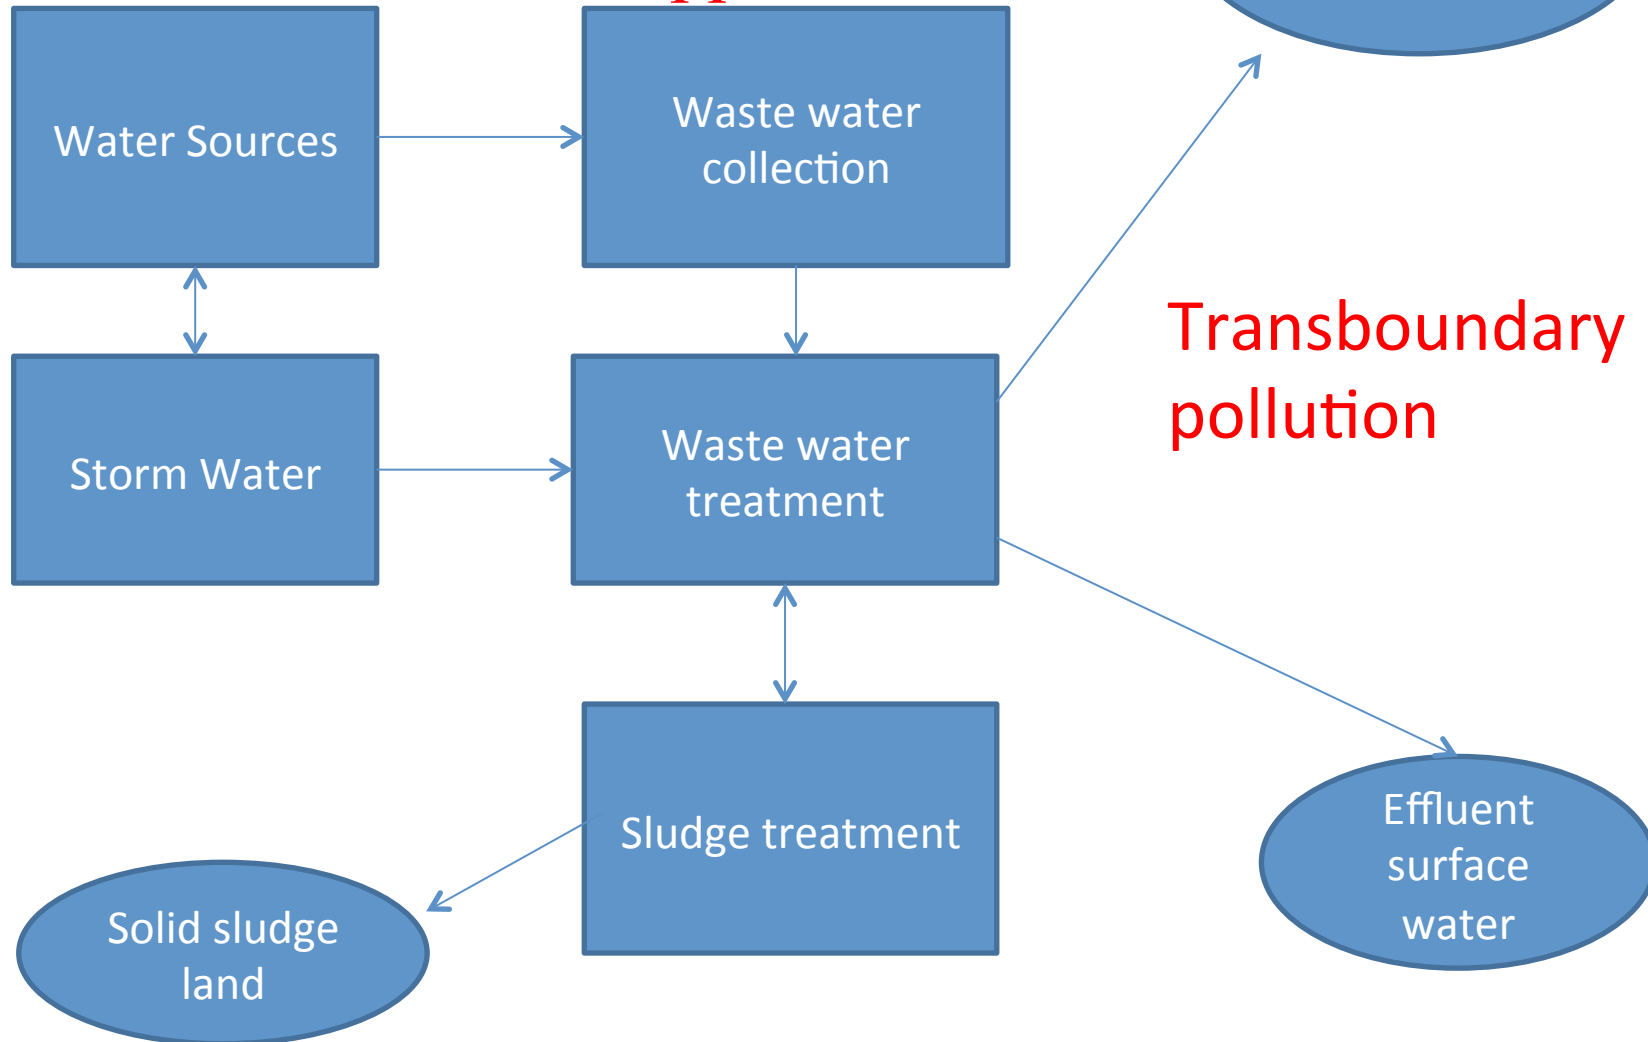 Water Sources
Waste water
collection
Transboundary
pollution
Storm Water
Waste water
treatment
Sludge treatment
Effluent
surface
water
Solid sludge
land